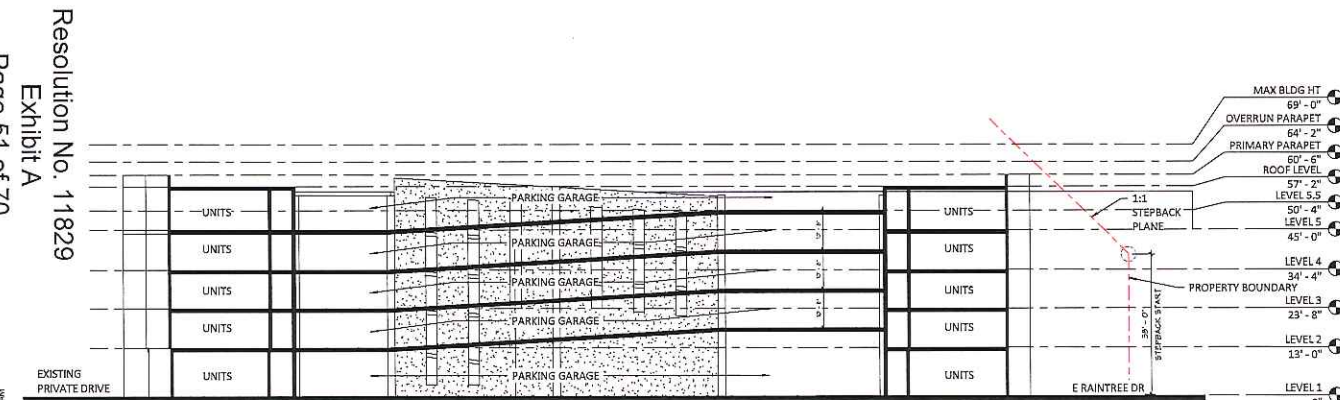 Resolution No. 11829
Exhibit A
Page 51 of 70
MAX BLDG HT
69' - 0"
OVERRUN PARAPET
64' - 2"
PRIMARY PARAPET
60' - 6"
ROOF LEVEL
57' - 2"
LEVEL 5.5
50' - 4"
LEVEL 5
45' - 0"
LEVEL 4
34' - 4"
LEVEL 3
23' - 8"
LEVEL 2
13' - 0"
LEVEL 1
1:1
STEPBACK
PLANE
PROPERTY BOUNDARY
STEPBACK START
E RAINTREE DR
UNITS
UNITS
UNITS
UNITS
UNITS
PARKING GARAGE
PARKING GARAGE
PARKING GARAGE
PARKING GARAGE
PARKING GARAGE
UNITS
UNITS
UNITS
UNITS
UNITS
EXISTING
PRIVATE DRIVE